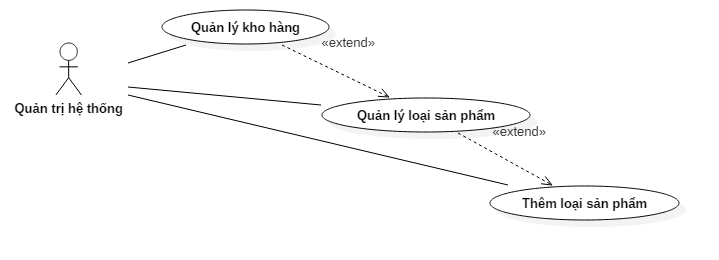 Quản lý kho hàng
«extend»
Quản trị hệ thống
Quản lý loại sản phẩm
«extend»
Thêm loại sản phẩm